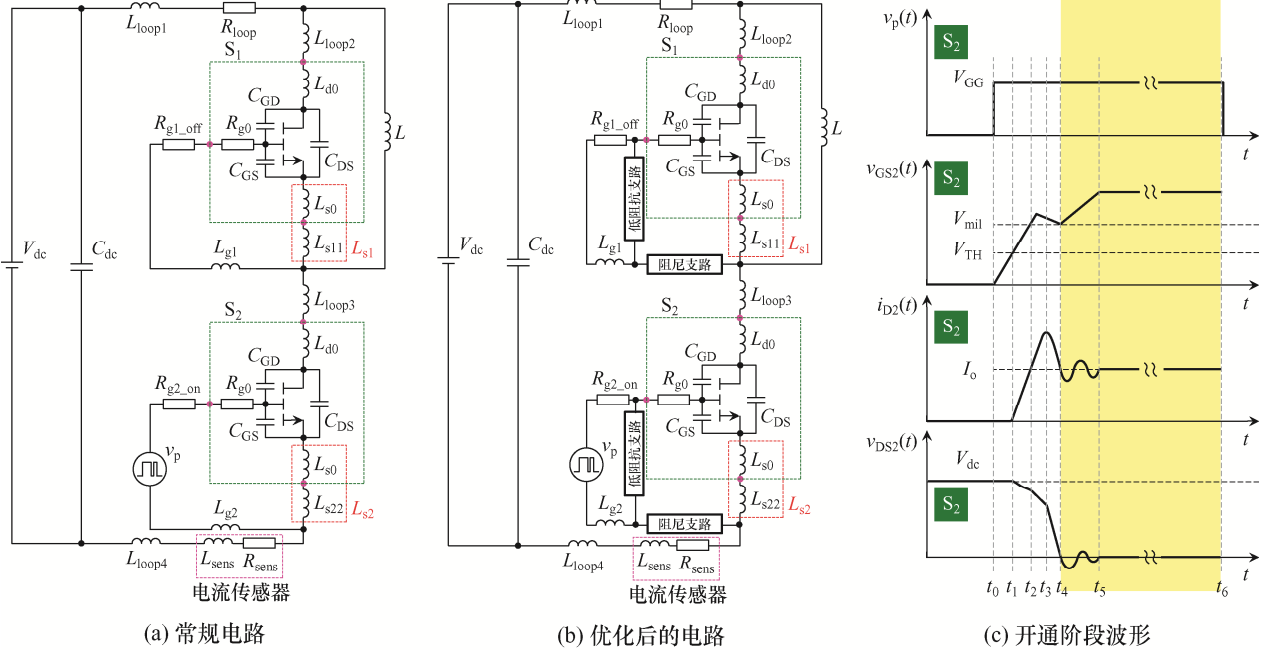 L_loop1
R_loop
L_loop2
S_1
L_d0
C_GD
R_g1_off
R_g0
C_GS
C_DS
L
L_s0
L_s11
L_s1
L_g1
V_dc
C_dc
L_loop3
S_2
L_d0
C_GD
R_g2_on
R_g0
C_GS
C_DS
v_p
L_s0
L_s22
L_s2
L_g2
L_loop4
L_sens
R_sens
电流传感器
(a) 常规电路
L_loop1
R_loop
L_loop2
S_1
L_d0
C_GD
R_g1_off
R_g0
C_GS
C_DS
L
低阻抗支路
L_s0
L_s11
L_s1
L_g1
阻尼支路
V_dc
C_dc
L_loop3
S_2
L_d0
C_GD
R_g2_on
R_g0
C_GS
C_DS
v_p
低阻抗支路
L_s0
L_s22
L_s2
L_g2
阻尼支路
L_loop4
L_sens
R_sens
电流传感器
(b) 优化后的电路
v_p(t)
S_2
V_GG
t
v_GS2(t)
S_2
V_mil
V_TH
t
i_D2(t)
S_2
I_o
t
v_DS2(t)
V_dc
S_2
t
t_0 t_1 t_2 t_3 t_4 t_5 t_6
(c) 开通阶段波形